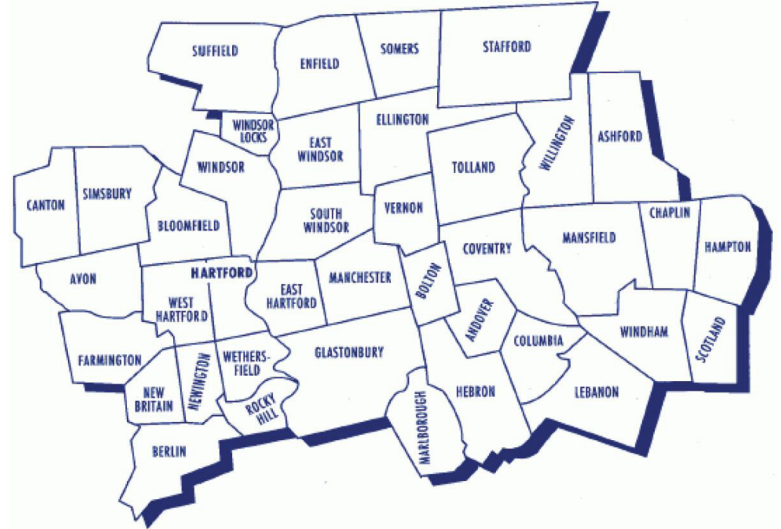 SUFFIELD
ENFIELD
SOMERS
STAFFORD
WINDSOR
LOCKS
ELLINGTON
EAST
WINDSOR
WILLINGTON
ASHFORD
WINDSOR
TOLLAND
CANTON
SIMSBURY
BLOOMFIELD
SOUTH
WINDSOR
VERNON
CHAPLIN
MANSFIELD
HAMPTON
COVENTRY
AVON
HARTFORD
WEST
HARTFORD
EAST
HARTFORD
MANCHESTER
BOLTON
ANDOVER
COLUMBIA
WINDHAM
SCOTLAND
FARMINGTON
NEWINGTON
WETHERS-
FIELD
GLASTONBURY
NEW
BRITAIN
ROCKY
HILL
MARLBOROUGH
HEBRON
LEBANON
BERLIN